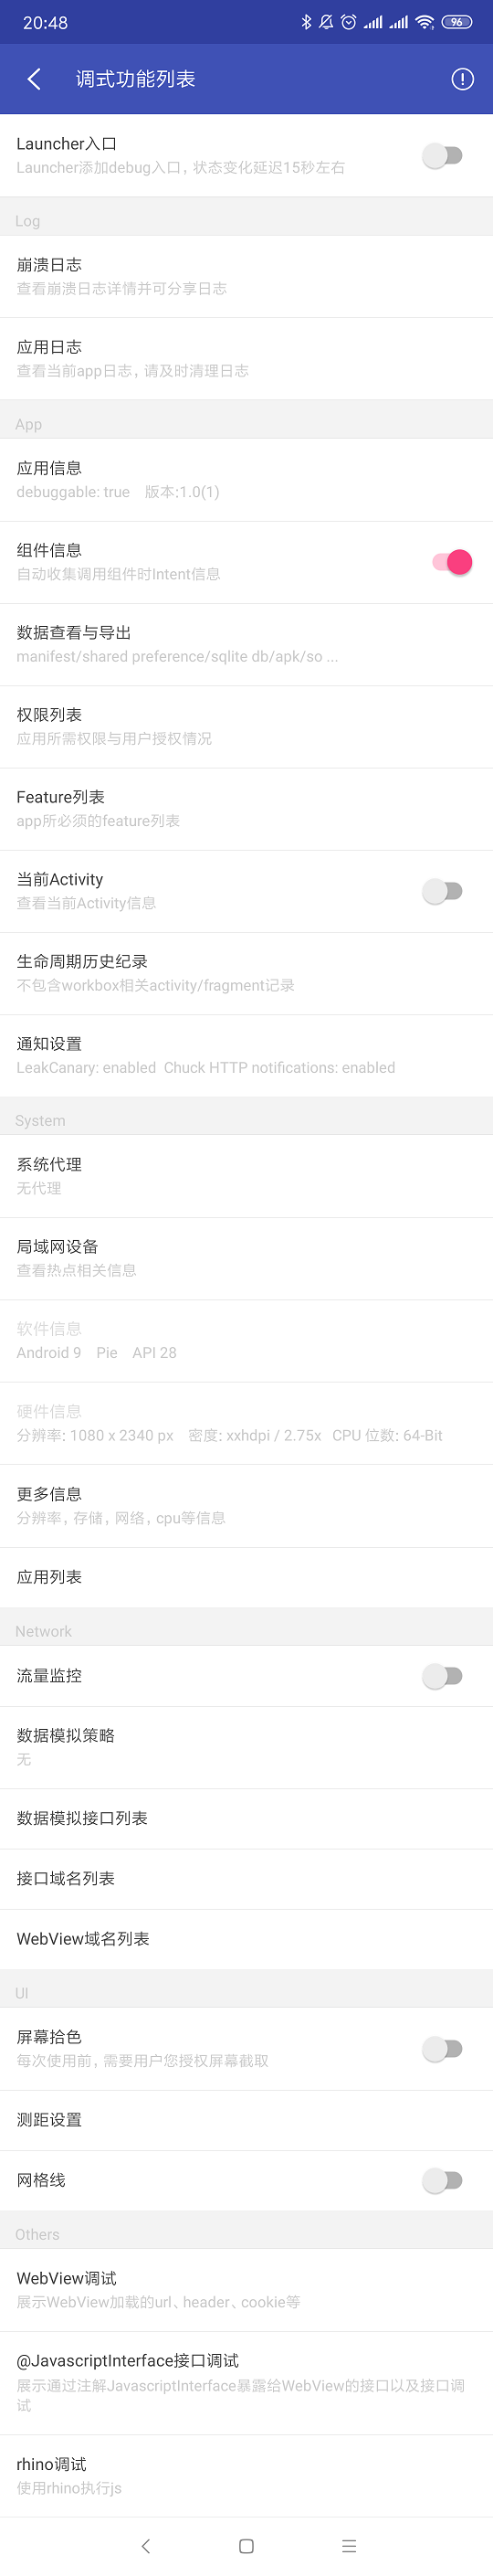 20:48
96
调式功能列表
Launcher入口
Launcher添加debug入口，状态变化延迟15秒左右
Log
崩溃日志
查看崩溃日志详情并可分享日志
应用日志
查看当前app日志，请及时清理日志
App
应用信息
debuggable: true 版本:1.0(1)
组件信息
自动收集调用组件时Intent信息
数据查看与导出
manifest/shared preference/sqlite db/apk/so ...
权限列表
应用所需权限与用户授权情况
Feature列表
app所必须的feature列表
当前Activity
查看当前Activity信息
生命周期历史纪录
不包含workbox相关activity/fragment记录
通知设置
LeakCanary: enabled Chuck HTTP notifications: enabled
System
系统代理
无代理
局域网设备
查看热点相关信息
软件信息
Android 9 Pie API 28
硬件信息
分辨率: 1080 x 2340 px 密度: xxhdpi / 2.75x CPU 位数: 64-Bit
更多信息
分辨率，存储，网络，cpu等信息
应用列表
Network
流量监控
数据模拟策略
无
数据模拟接口列表
接口域名列表
WebView域名列表
UI
屏幕拾色
每次使用前，需要用户您授权屏幕截取
测距设置
网格线
Others
WebView调试
展示WebView加载的url、header、cookie等
@JavascriptInterface接口调试
展示通过注解JavascriptInterface暴露给WebView的接口以及接口调
试
rhino调试
使用rhino执行js